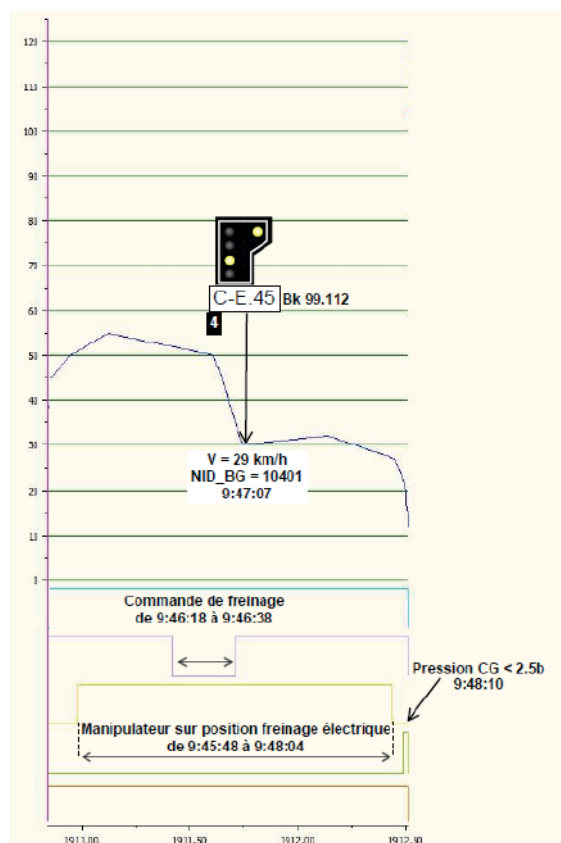 120
110
100
90
80
70
60
C-E.45 Bk 99.112
4
50
40
30
V = 29 km/h
NID_BG = 10401
9:47:07
20
10
0
Commande de freinage
de 9:46:18 à 9:46:38
Pression CG < 2.5b
9:48:10
Manipulateur sur position freinage électrique
de 9:45:48 à 9:48:04
1911.00 1911.50 1912.00 1912.50